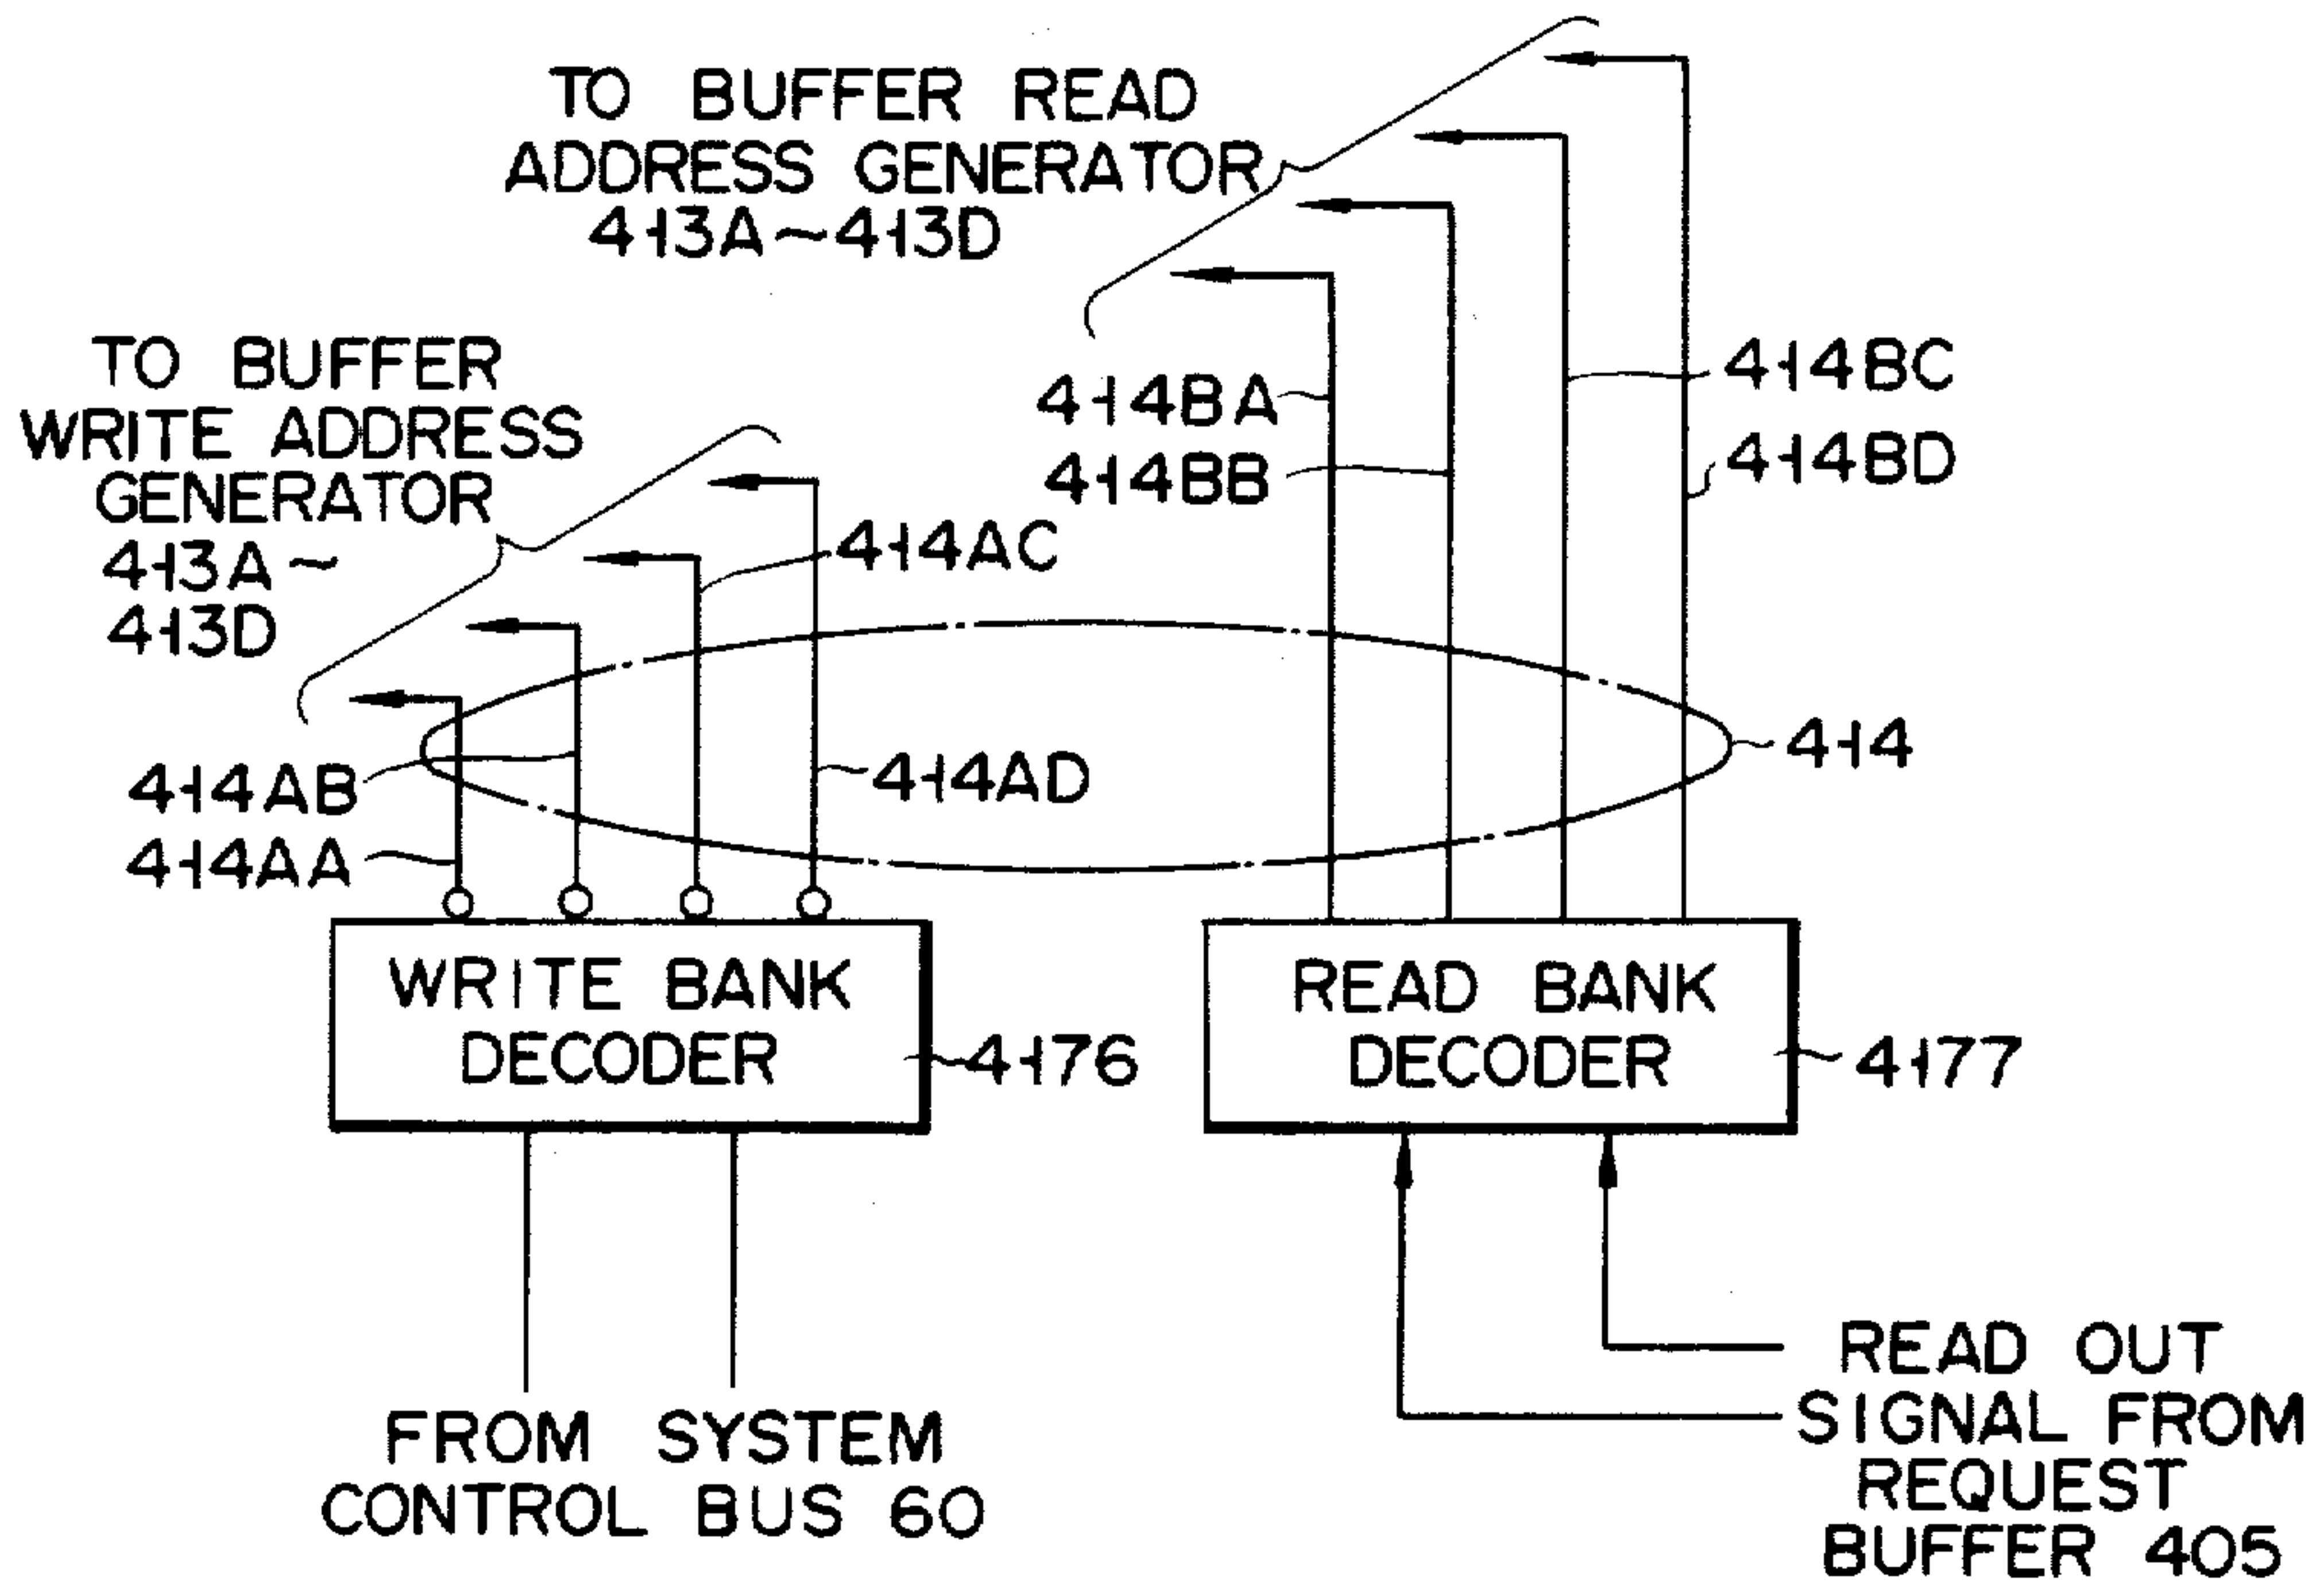 TO BUFFER READ
ADDRESS GENERATOR
413A~413D
TO BUFFER
WRITE ADDRESS
GENERATOR
413A~
413D
414BA
414BB
414BC
414BD
414AC
414AB
414AA
414AD
414
WRITE BANK
DECODER
4176
READ BANK
DECODER
4177
FROM SYSTEM
CONTROL BUS 60
READ OUT
SIGNAL FROM
REQUEST
BUFFER 405